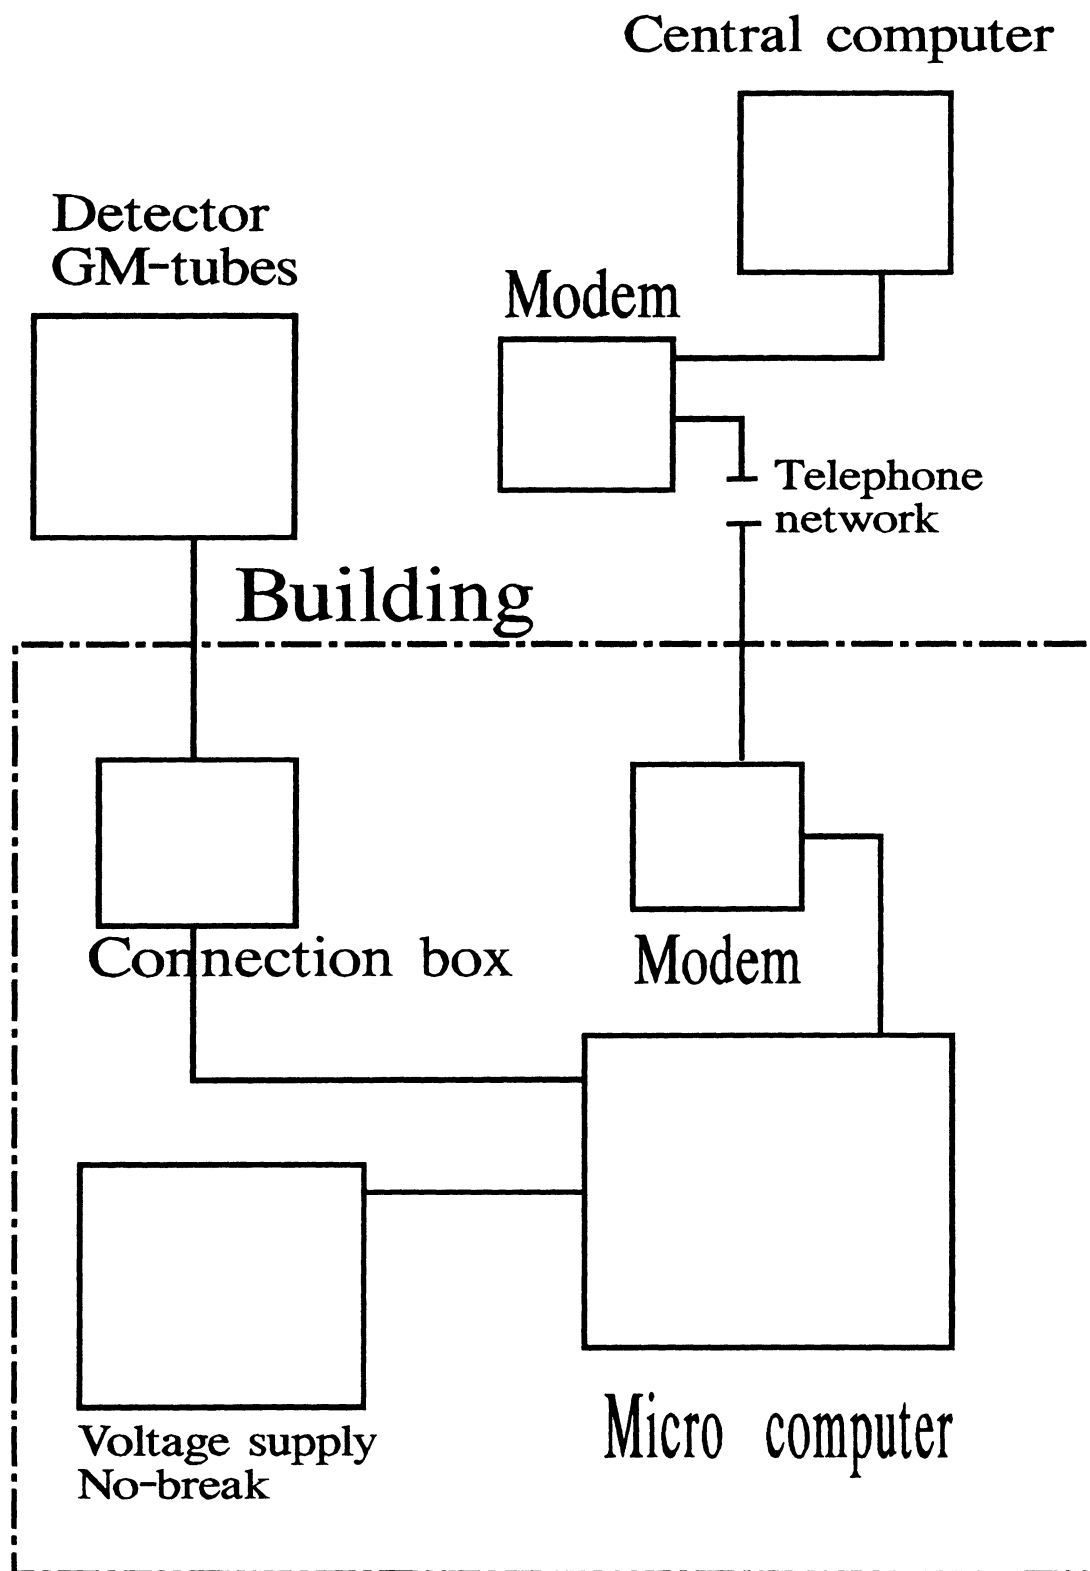 Central computer
Detector
GM-tubes
Modem
Telephone
network
Building
Connection box
Modem
Voltage supply
No-break
Micro computer